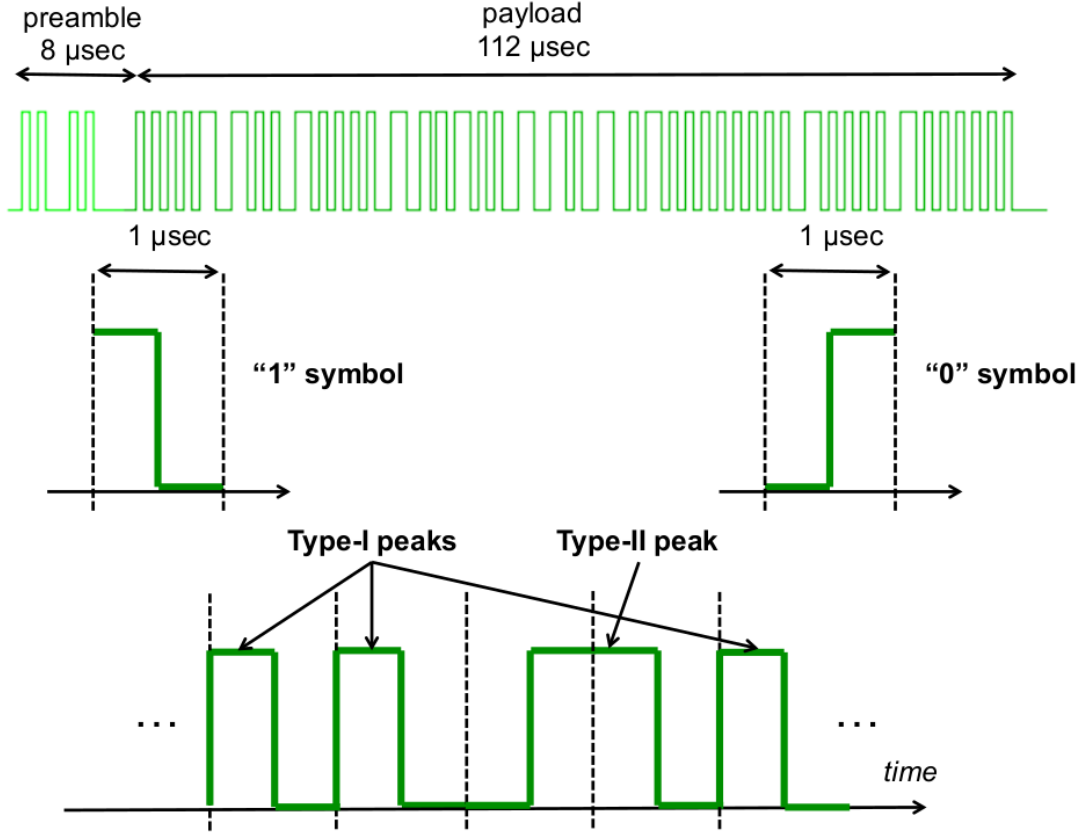 preamble
8 μsec
payload
112 μsec
1 μsec
1 μsec
“1” symbol
“0” symbol
Type-I peaks
Type-II peak
...
...
time